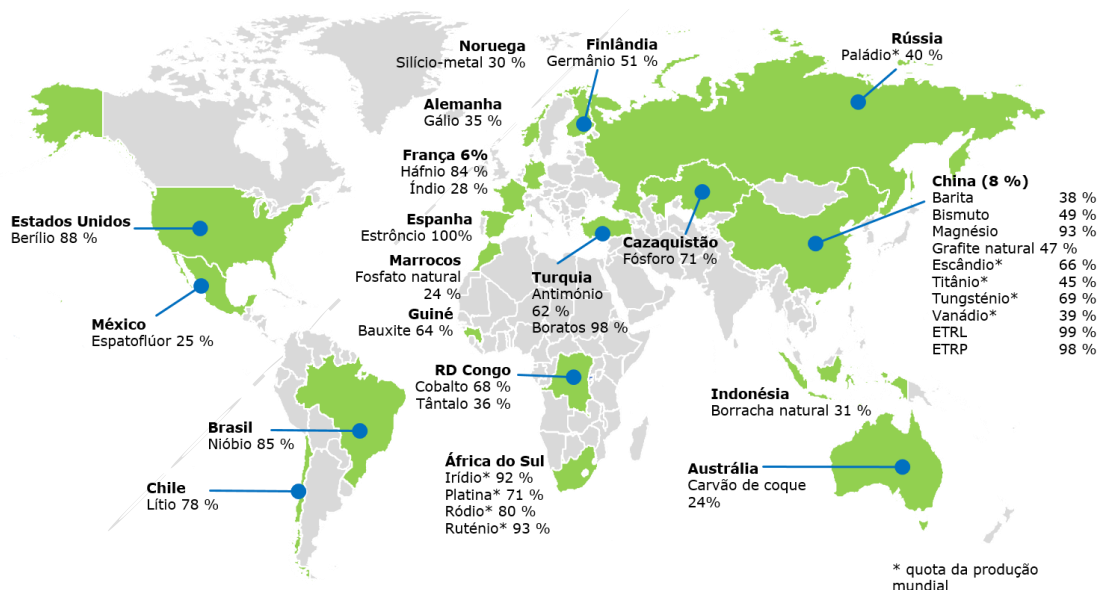 Noruega
Silício-metal 30 %
Finlândia
Germânio 51 %
Rússia
Paládio* 40 %
Alemanha
Gálio 35 %
França 6%
Háfnio 84 %
Índio 28 %
Espanha
Estrôncio 100%
Marrocos
Fosfato natural
24 %
Guiné
Bauxite 64 %
Estados Unidos
Berílio 88 %
México
Espatoflúor 25 %
Turquia
Antimónio
62 %
Boratos 98 %
Cazaquistão
Fósforo 71 %
China (8 %)
Barita 38 %
Bismuto 49 %
Magnésio 93 %
Grafite natural 47 %
Escândio* 66 %
Titânio* 45 %
Tungsténio* 69 %
Vanádio* 39 %
ETRL 99 %
ETRP 98 %
RD Congo
Cobalto 68 %
Tântalo 36 %
Indonésia
Borracha natural 31 %
Brasil
Nióbio 85 %
Chile
Lítio 78 %
África do Sul
Irídio* 92 %
Platina* 71 %
Ródio* 80 %
Ruténio* 93 %
Austrália
Carvão de coque
24%
* quota da produção
mundial